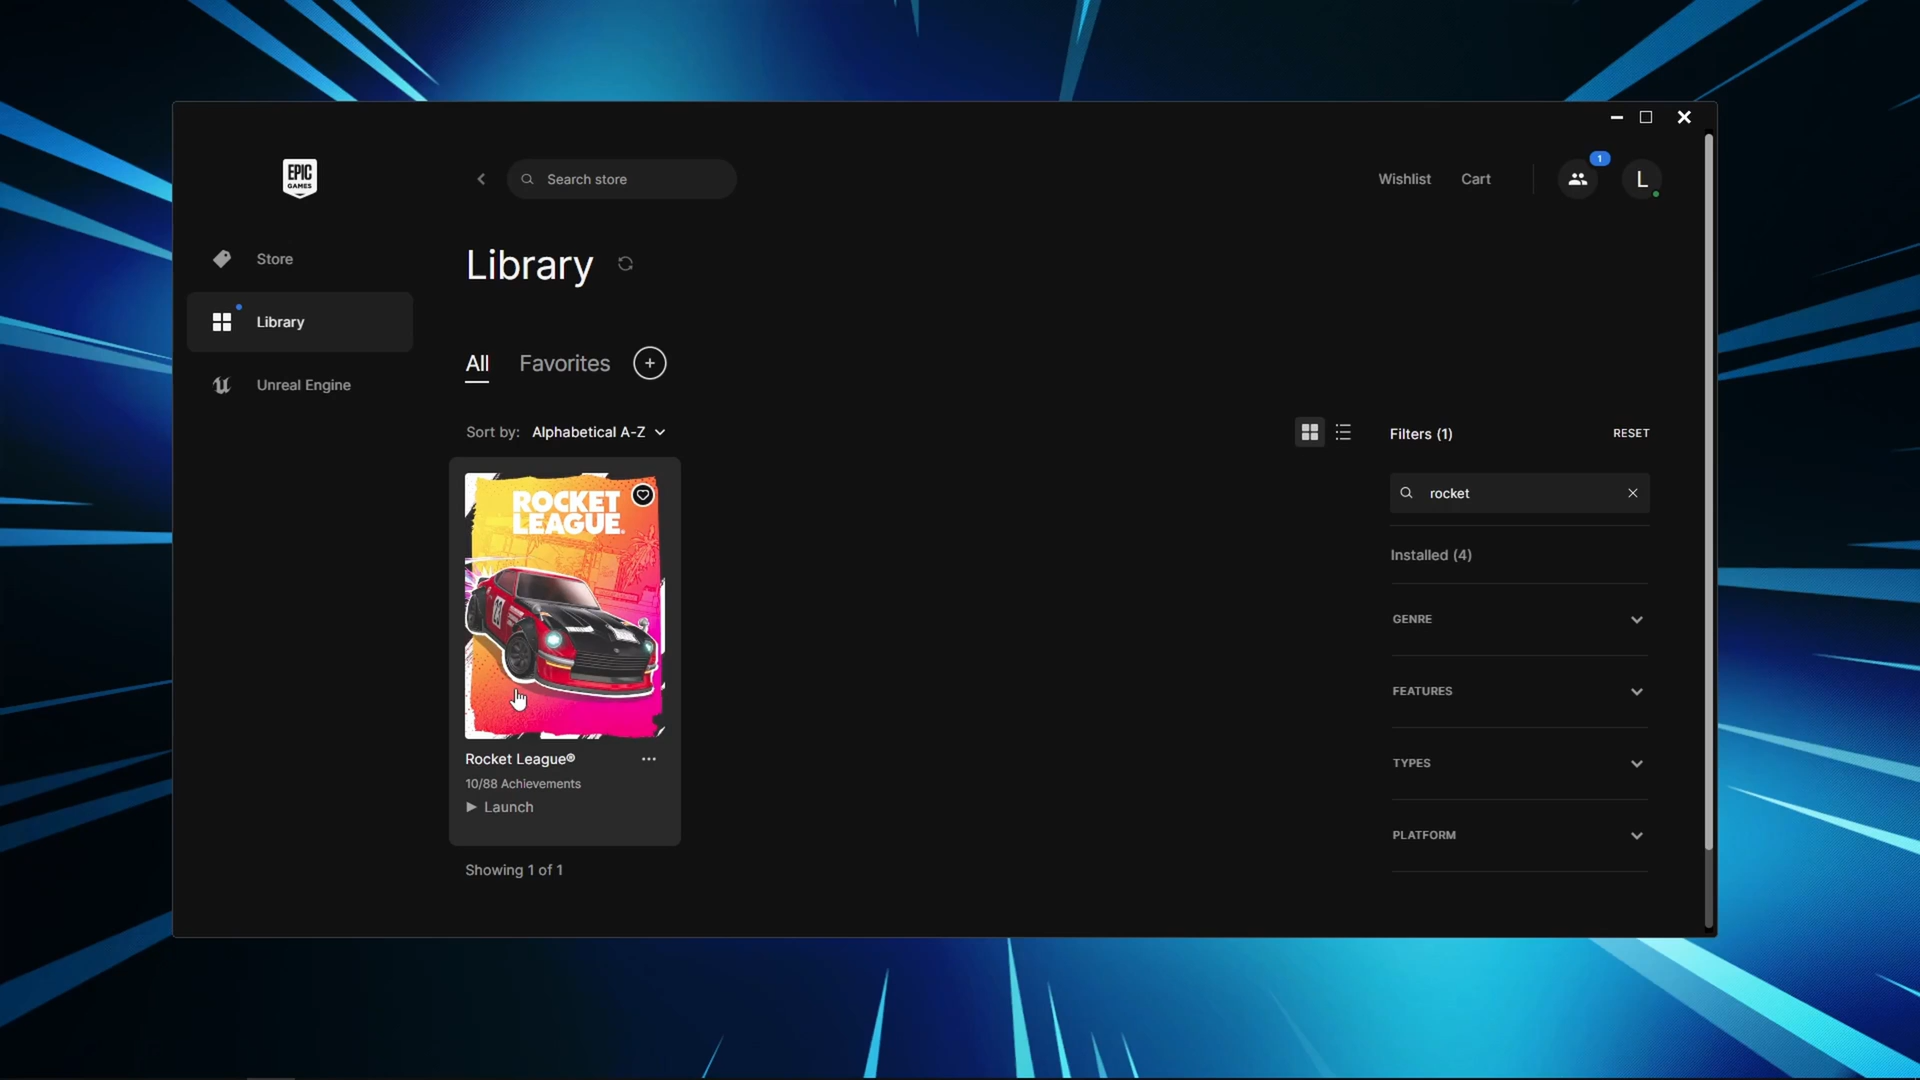 EPIC
GAMES
Search store
Wishlist
Cart
1
L
Store
Library
Unreal Engine
Library
All
Favorites
Sort by: Alphabetical A-Z
Filters (1)
RESET
rocket
Installed (4)
GENRE
FEATURES
TYPES
PLATFORM
ROCKET
LEAGUE®
Rocket League®
10/88 Achievements
Launch
Showing 1 of 1